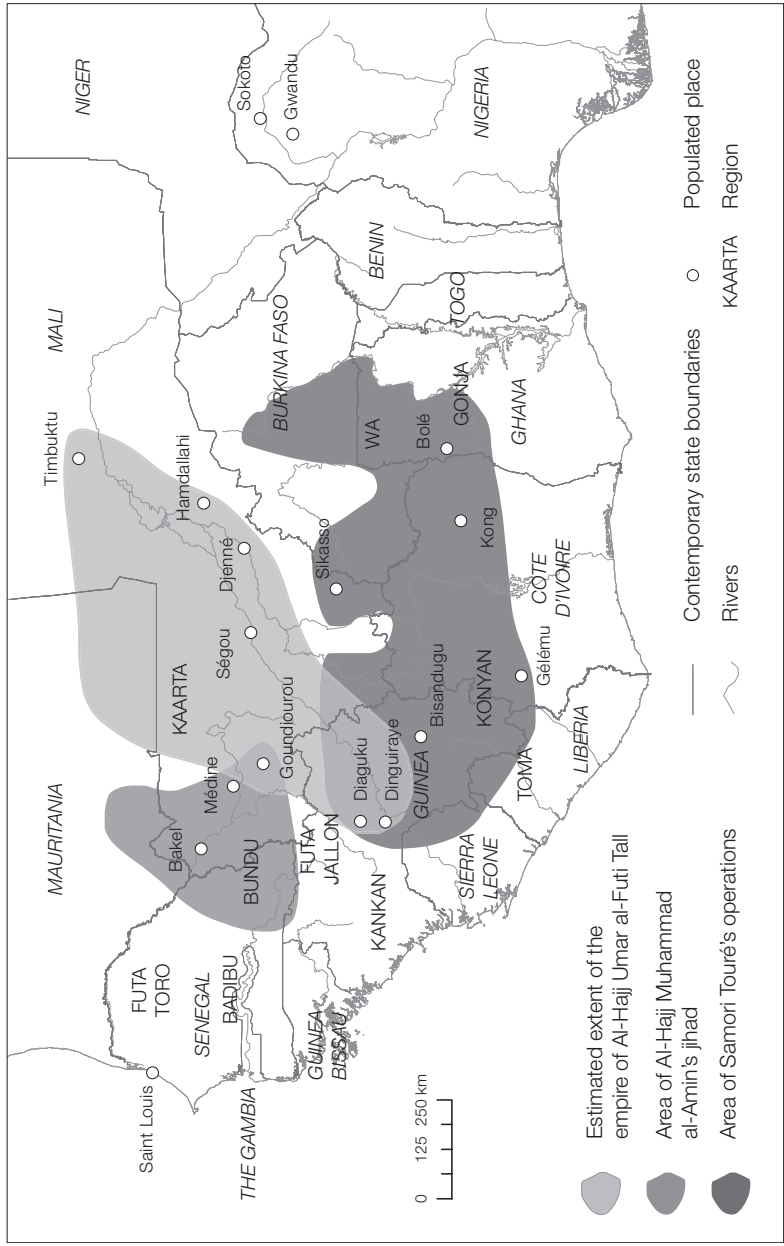 MAURITANIA
MALI
NIGER
Timbuktu
Saint Louis
FUTA
TORO
SENEGAL
BADIBU
THE GAMBIA
GUINEA
BISSAU
Bakel
BUNDU
Médine
Goundiourou
KAARTA
Ségou
Djenné
Hamdallahi
Sokoto
Gwandu
NIGERIA
BURKINA FASO
BENIN
TOGO
FUTA
JALLON
KANKAN
Diaguku
Dinguiraye
GUINEA
Bisandugu
Sikasso
WA
Bolé
GONJA
GHANA
Kong
KONYAN
Gélému
COTE
D'IVOIRE
TOMA
LIBERIA
SIERRA
LEONE
0 125 250 km
Estimated extent of the
empire of Al-Hajj Umar al-Futi Tall
Area of Al-Hajj Muhammad
al-Amin's jihad
Area of Samori Touré's operations
Contemporary state boundaries
Rivers
Populated place
KAARTA Region